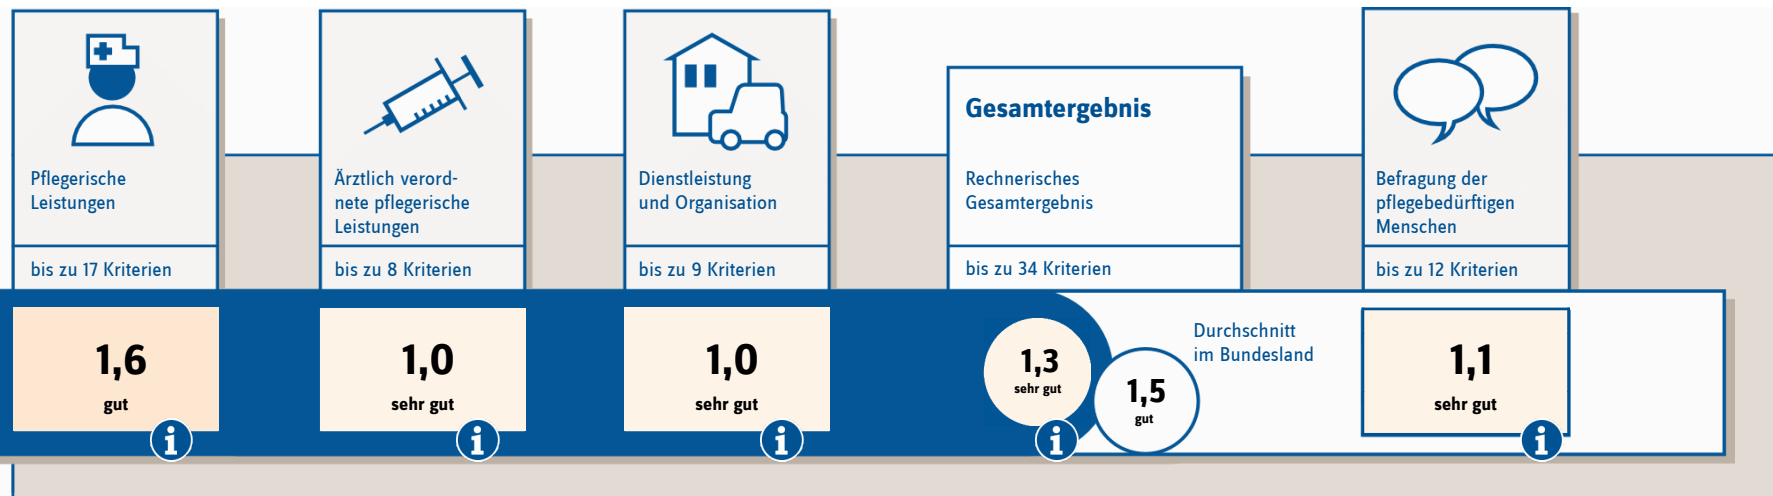 Pflegerische
Leistungen
bis zu 17 Kriterien
1,6
gut
i
Ärztlich verord-
nete pflegerische
Leistungen
bis zu 8 Kriterien
1,0
sehr gut
i
Dienstleistung
und Organisation
bis zu 9 Kriterien
1,0
sehr gut
i
Gesamtergebnis
Rechnerisches
Gesamtergebnis
bis zu 34 Kriterien
1,3
sehr gut
i
1,5
gut
Durchschnitt
im Bundesland
Befragung der
pflegebedürftigen
Menschen
bis zu 12 Kriterien
1,1
sehr gut
i